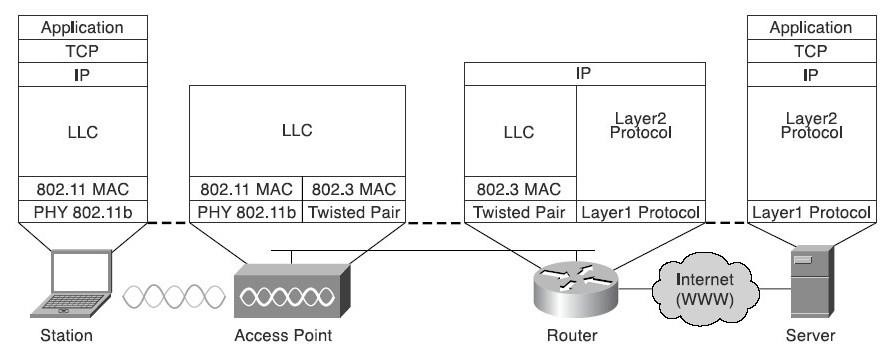 Application
TCP
IP
LLC
802.11 MAC
PHY 802.11b
LLC
802.11 MAC
802.3 MAC
PHY 802.11b
Twisted Pair
IP
LLC
Layer2
Protocol
802.3 MAC
Twisted Pair
Layer1 Protocol
Application
TCP
IP
Layer2
Protocol
Layer1 Protocol
Internet
(WWW)
Station
Access Point
Router
Server